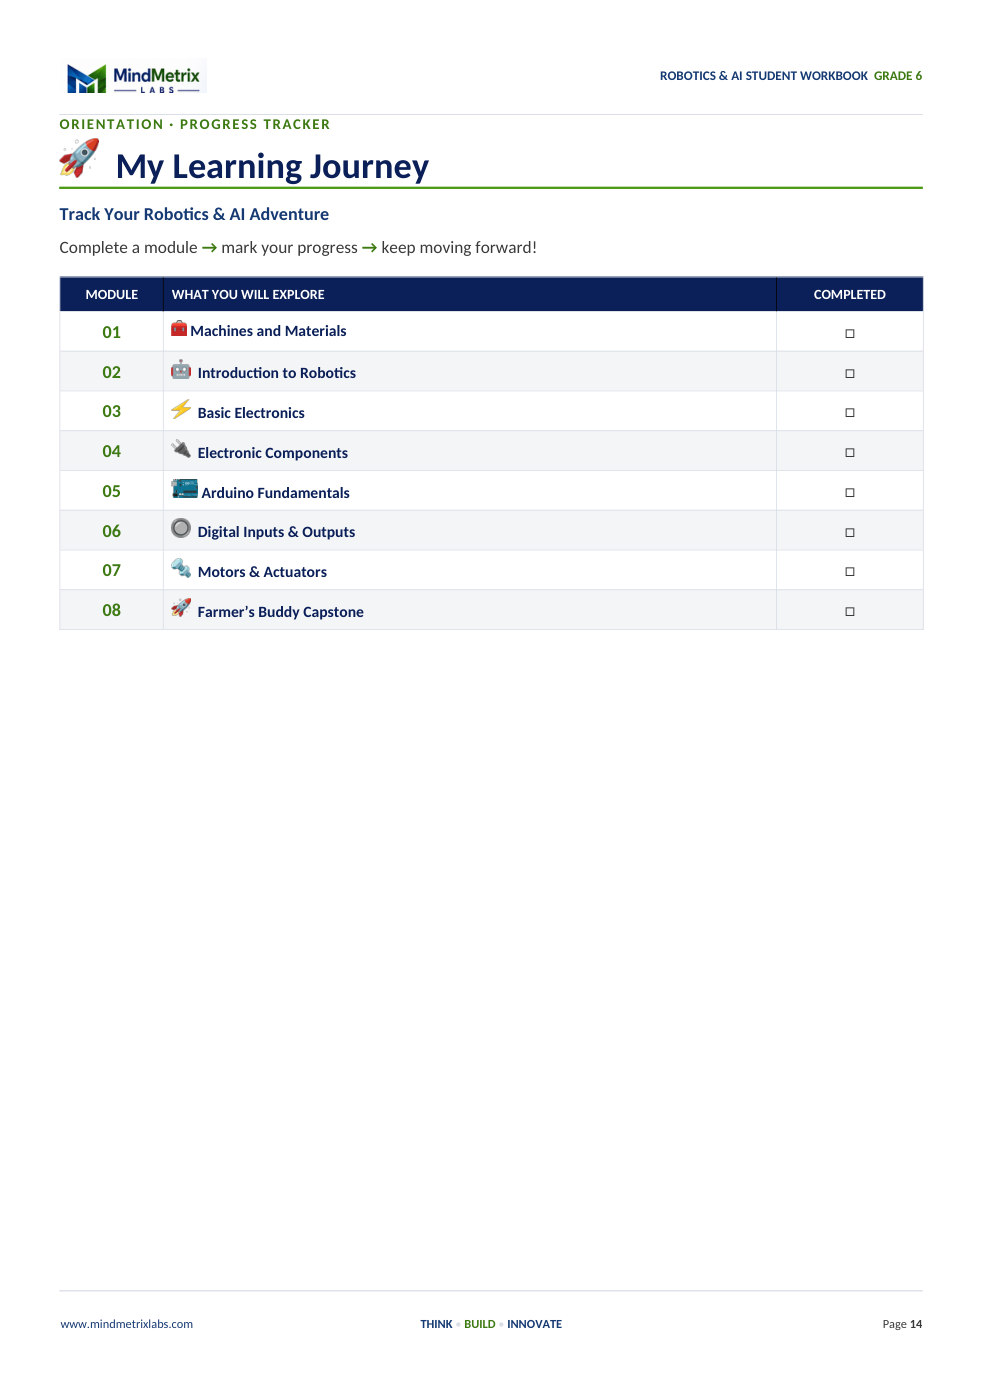 MindMetrix
LABS
ROBOTICS & AI STUDENT WORKBOOK GRADE 6
ORIENTATION · PROGRESS TRACKER
My Learning Journey
Track Your Robotics & AI Adventure
Complete a module → mark your progress → keep moving forward!
MODULE WHAT YOU WILL EXPLORE COMPLETED
01 Machines and Materials ☐
02 Introduction to Robotics ☐
03 Basic Electronics ☐
04 Electronic Components ☐
05 Arduino Fundamentals ☐
06 Digital Inputs & Outputs ☐
07 Motors & Actuators ☐
08 Farmer’s Buddy Capstone ☐
www.mindmetrixlabs.com THINK • BUILD • INNOVATE Page 14